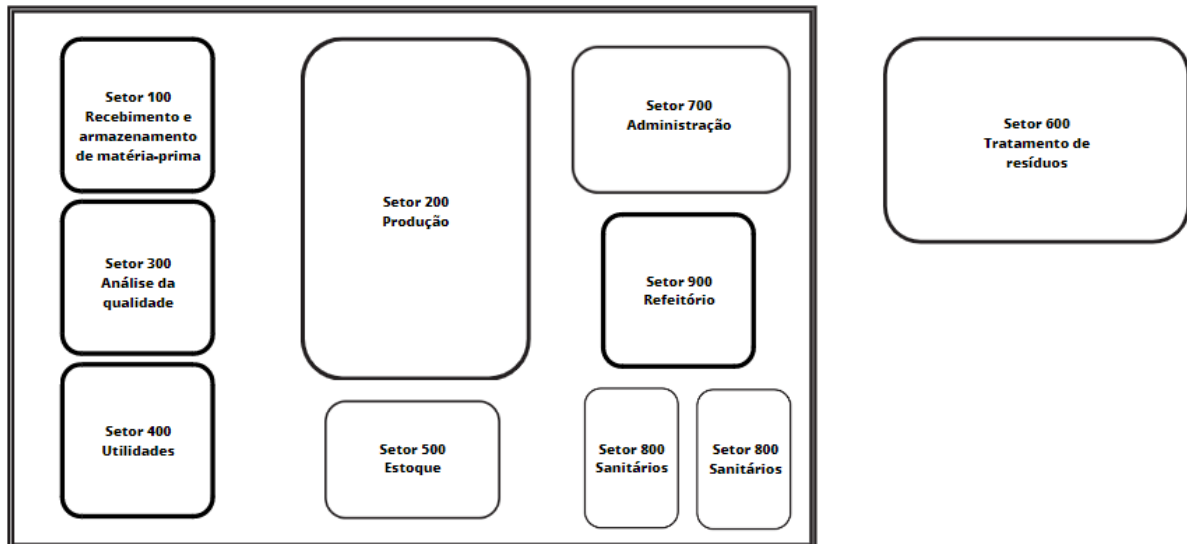 Setor 100
Recebimento e
armazenamento
de matéria-prima
Setor 200
Produção
Setor 700
Administração
Setor 600
Tratamento de
resíduos
Setor 300
Análise da
qualidade
Setor 900
Refeitório
Setor 400
Utilidades
Setor 500
Estoque
Setor 800
Sanitários
Setor 800
Sanitários